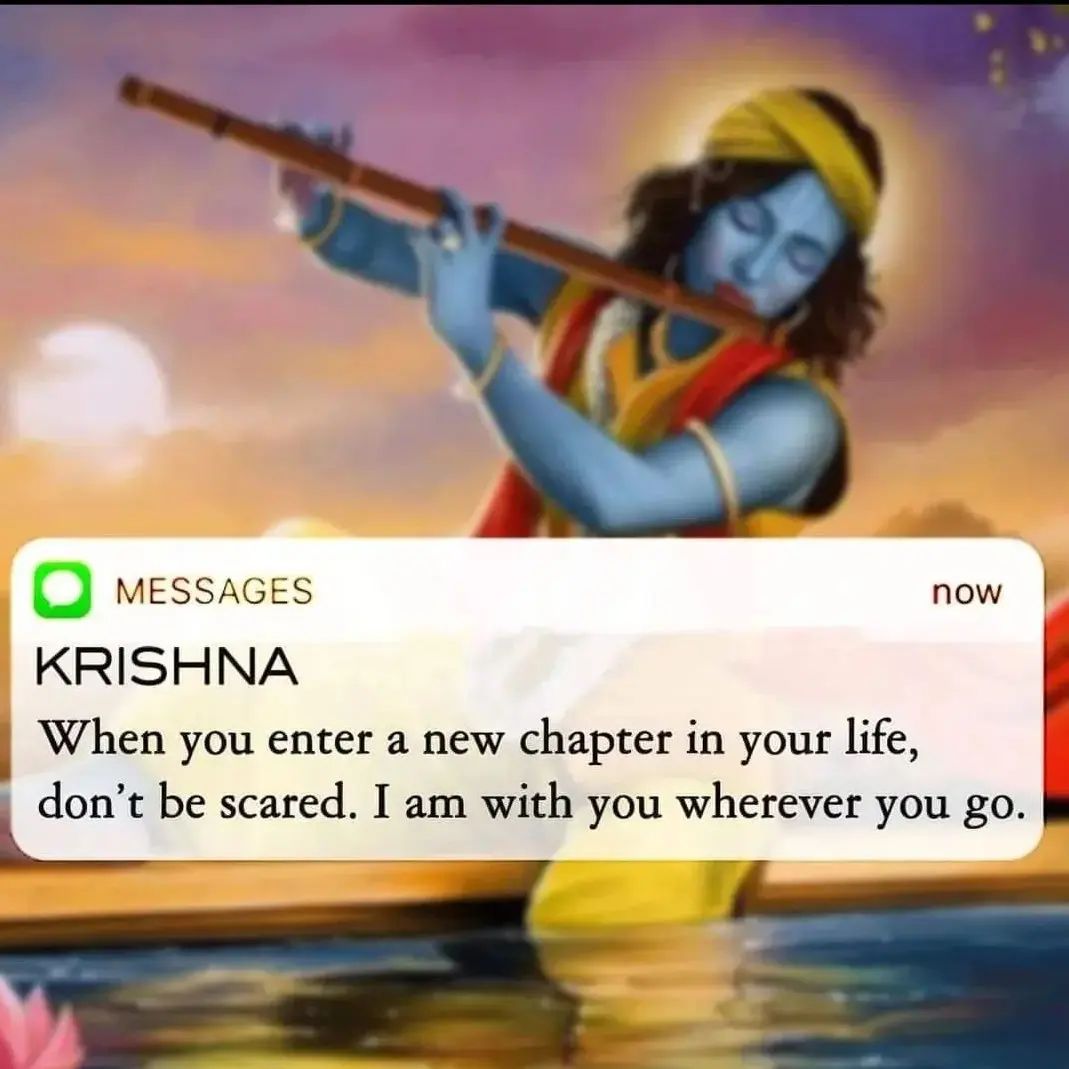 MESSAGES now
KRISHNA
When you enter a new chapter in your life,
don't be scared. I am with you wherever you go.